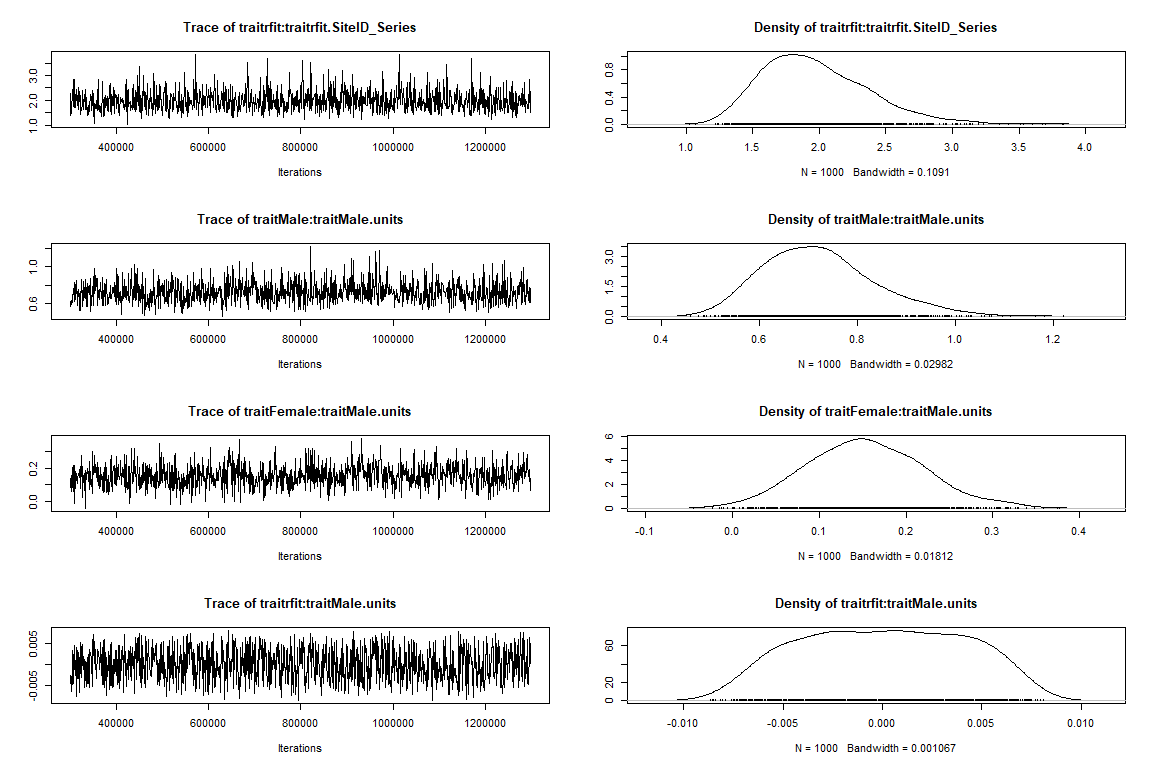 Trace of traitrfit:traitrfit.SiteID_Series
1.0 2.0 3.0
400000 600000 800000 1000000 1200000
Iterations
Density of traitrfit:traitrfit.SiteID_Series
0.0 0.4 0.8
1.0 1.5 2.0 2.5 3.0 3.5 4.0
N = 1000 Bandwidth = 0.1091
Trace of traitMale:traitMale.units
0.6 1.0
400000 600000 800000 1000000 1200000
Iterations
Density of traitMale:traitMale.units
0.0 1.5 3.0
0.4 0.6 0.8 1.0 1.2
N = 1000 Bandwidth = 0.02982
Trace of traitFemale:traitMale.units
0.0 0.2
400000 600000 800000 1000000 1200000
Iterations
Density of traitFemale:traitMale.units
0 2 4 6
-0.1 0.0 0.1 0.2 0.3 0.4
N = 1000 Bandwidth = 0.01812
Trace of traitrfit:traitMale.units
-0.005 0.005
400000 600000 800000 1000000 1200000
Iterations
Density of traitrfit:traitMale.units
0 20 60
-0.010 -0.005 0.000 0.005 0.010
N = 1000 Bandwidth = 0.001067